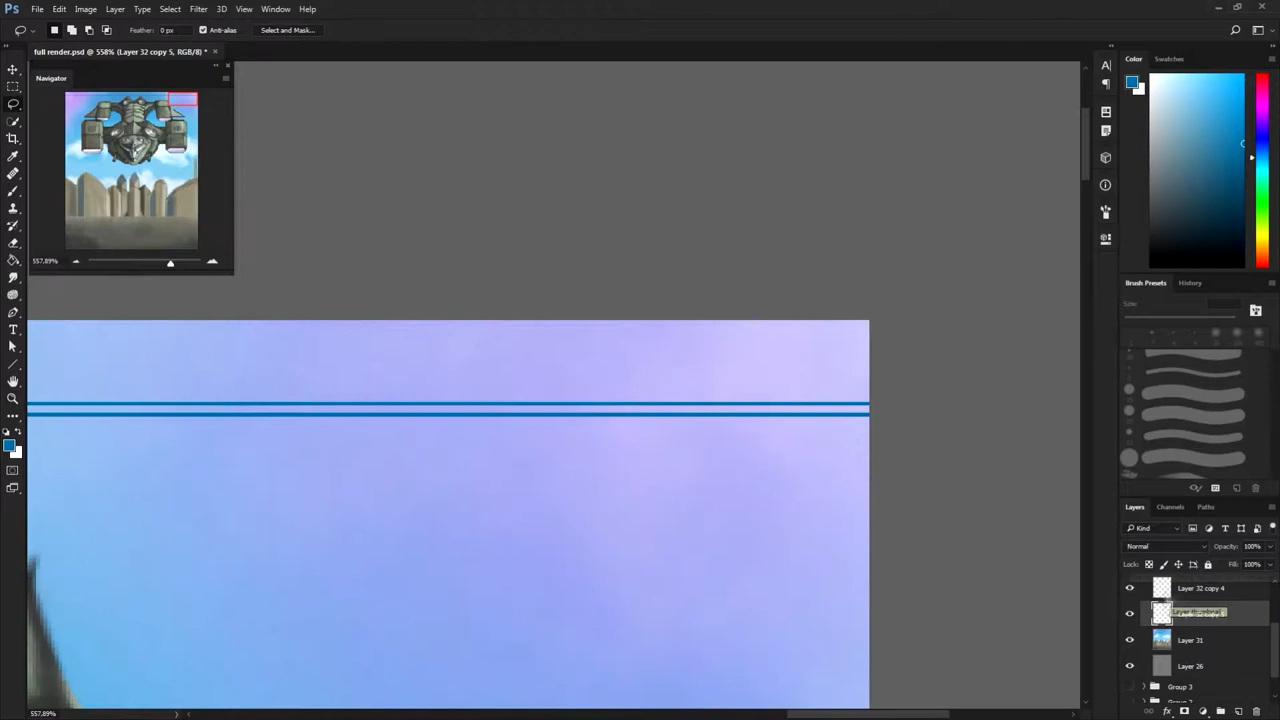 Ps File Edit Image Layer Type Select Filter 3D View Window Help
Feather: 0 px Anti-alias Select and Mask...
full render.psd @ 558% (Layer 32 copy 5, RGB/8) *
Navigator
557,89%
Color Swatches
Brush Presets History
Size:
Layers Channels Paths
Kind
Normal Opacity: 100%
Lock: Fill: 100%
Layer 32 copy 4
Layer 31
Layer 26
Group 3
557,89%